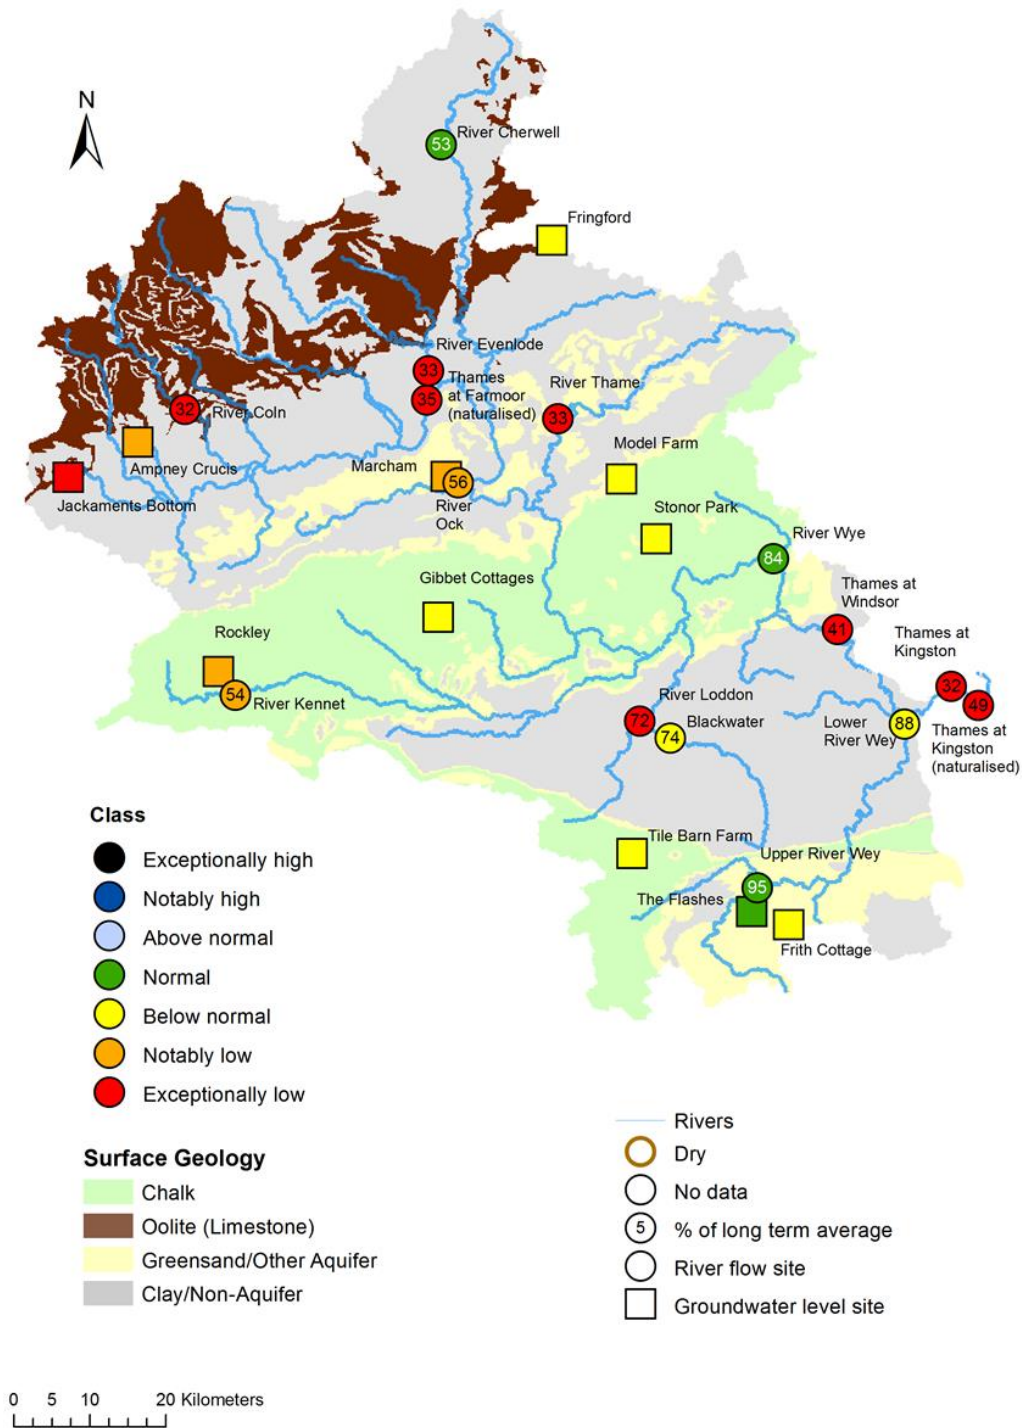 N
River Cherwell
53
Fringford
River Evenlode
33
Thames
at Farmoor
(naturalised)
35
River Thame
33
32
River Coln
Model Farm
Ampney Crucis
Marcham
56
River
Ock
Jackaments Bottom
Stonor Park
River Wye
84
Gibbet Cottages
Thames at
Windsor
41
Rockley
Thames at
Kingston
32
49
54
River Kennet
River Loddon
72
Blackwater
74
Lower
River Wey
88
Thames at
Kingston
(naturalised)
Tile Barn Farm
Upper River Wey
95
The Flashes
Frith Cottage
Class
Exceptionally high
Notably high
Above normal
Normal
Below normal
Notably low
Exceptionally low
Surface Geology
Chalk
Oolite (Limestone)
Greensand/Other Aquifer
Clay/Non-Aquifer
Rivers
Dry
No data
5 % of long term average
River flow site
Groundwater level site
0 5 10 20 Kilometers